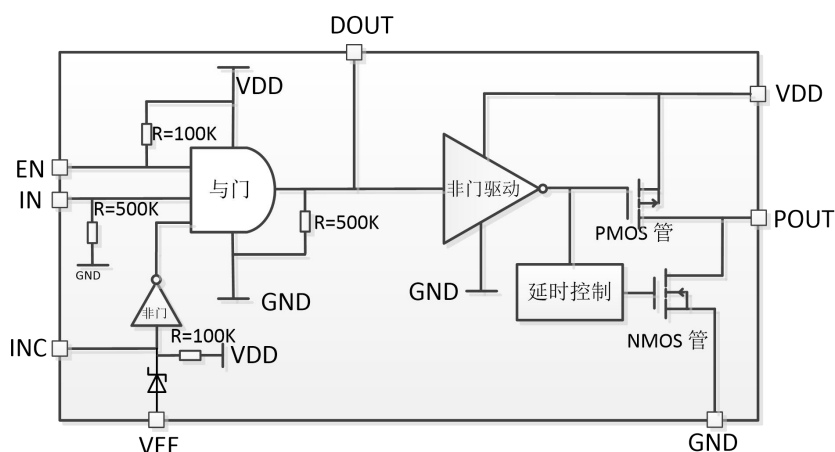 DOUT
VDD
VDD
R=100K
EN
与门
IN
R=500K
非门驱动
R=500K
PMOS 管
POUT
GND
GND
GND
延时控制
非门
R=100K
INC
VDD
NMOS 管
VEE
GND